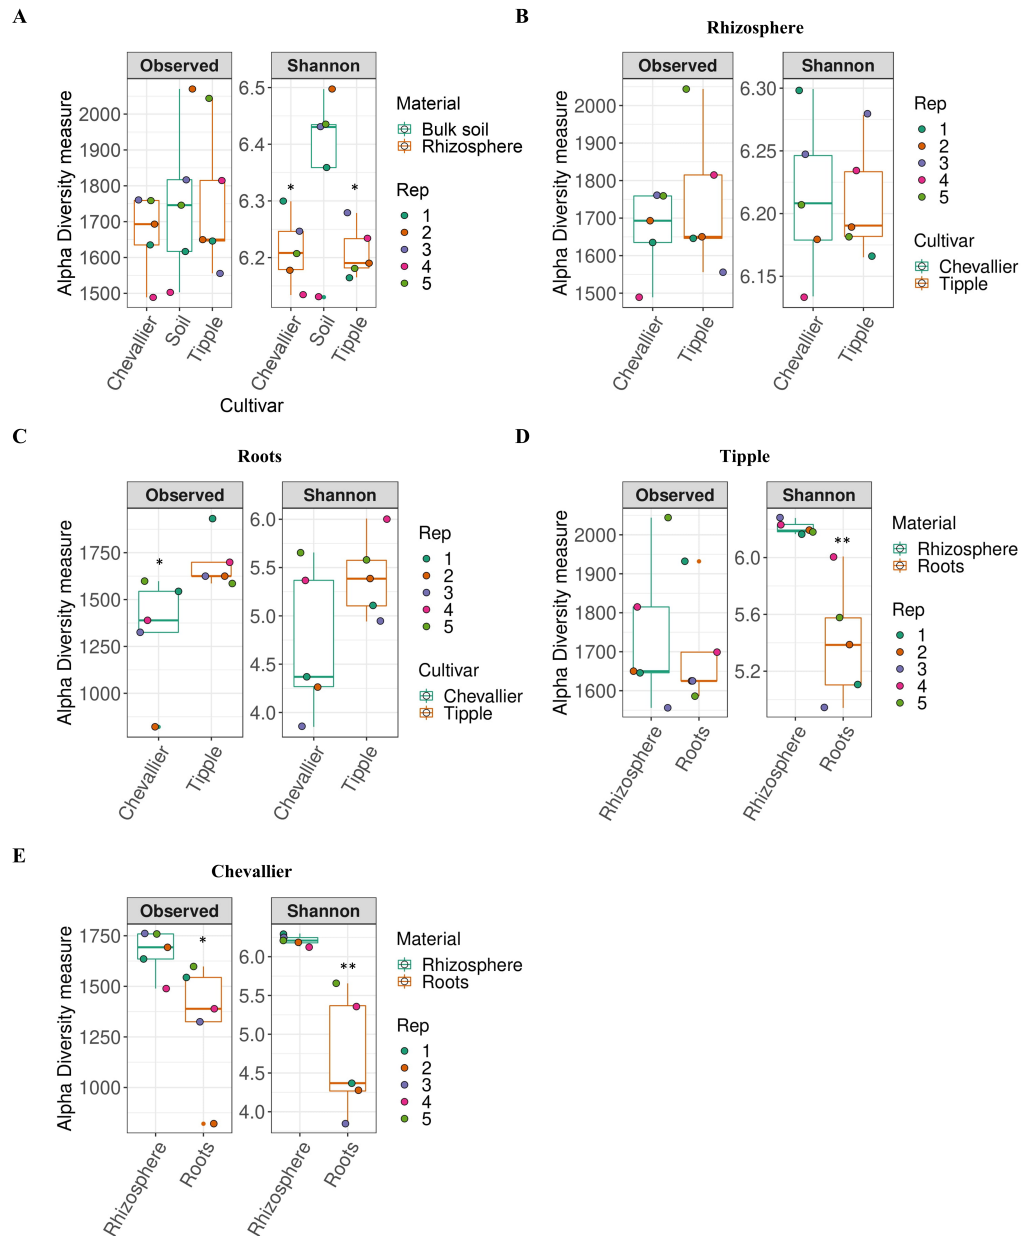 A
Observed
Shannon
Alpha Diversity measure
2000
1900
1800
1700
1600
1500
6.5
6.4
6.3
6.2
*
*
Chevallier
Soil
Tipple
Chevallier
Soil
Tipple
Cultivar
Material
Bulk soil
Rhizosphere
Rep
1
2
3
4
5
B
Rhizosphere
Observed
Shannon
Alpha Diversity measure
2000
1900
1800
1700
1600
1500
6.30
6.25
6.20
6.15
Chevallier
Tipple
Chevallier
Tipple
Rep
1
2
3
4
5
Cultivar
Chevallier
Tipple
C
Roots
Observed
Shannon
Alpha Diversity measure
1750
1500
1250
1000
6.0
5.5
5.0
4.5
4.0
*
Chevallier
Tipple
Chevallier
Tipple
Rep
1
2
3
4
5
Cultivar
Chevallier
Tipple
D
Tipple
Observed
Shannon
Alpha Diversity measure
2000
1900
1800
1700
1600
6.0
5.6
5.2
**
Rhizosphere
Roots
Rhizosphere
Roots
Material
Rhizosphere
Roots
Rep
1
2
3
4
5
E
Chevallier
Observed
Shannon
Alpha Diversity measure
1750
1500
1250
1000
6.0
5.5
5.0
4.5
4.0
*
**
Rhizosphere
Roots
Rhizosphere
Roots
Material
Rhizosphere
Roots
Rep
1
2
3
4
5